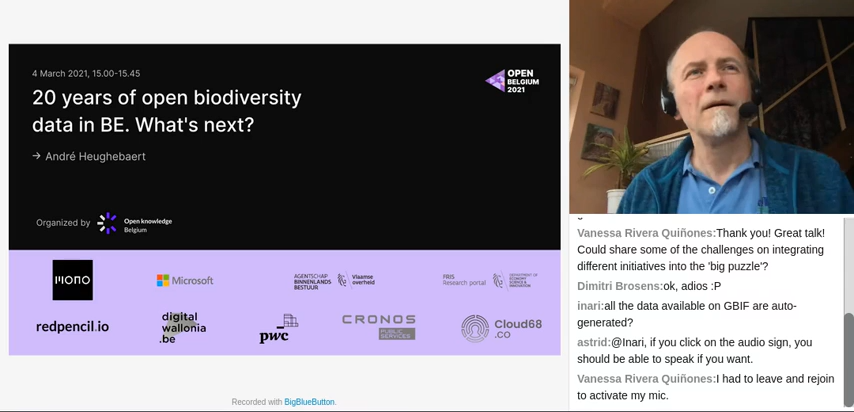 4 March 2021, 15.00-15.45
OPEN
BELGIUM
2021
20 years of open biodiversity
data in BE. What's next?
→ André Heughebaert
Organized by
Open knowledge
Belgium
MONO
Microsoft
AGENTSCHAP
BINNENLANDS
BESTUUR
Vlaamse
overheid
FRIS
Research portal
DEPARTMENT OF
ECONOMY
SCIENCE &
INNOVATION
redpencil.io
digital
wallonia
.be
pwc
CRONOS
PUBLIC
SERVICES
Cloud68
.CO
Recorded with BigBlueButton.
Vanessa Rivera Quiñones:Thank you! Great talk!
Could share some of the challenges on integrating
different initiatives into the 'big puzzle'?
Dimitri Brosens:ok, adios :P
inari:all the data available on GBIF are auto-
generated?
astrid:@Inari, if you click on the audio sign, you
should be able to speak if you want.
Vanessa Rivera Quiñones:I had to leave and rejoin
to activate my mic.